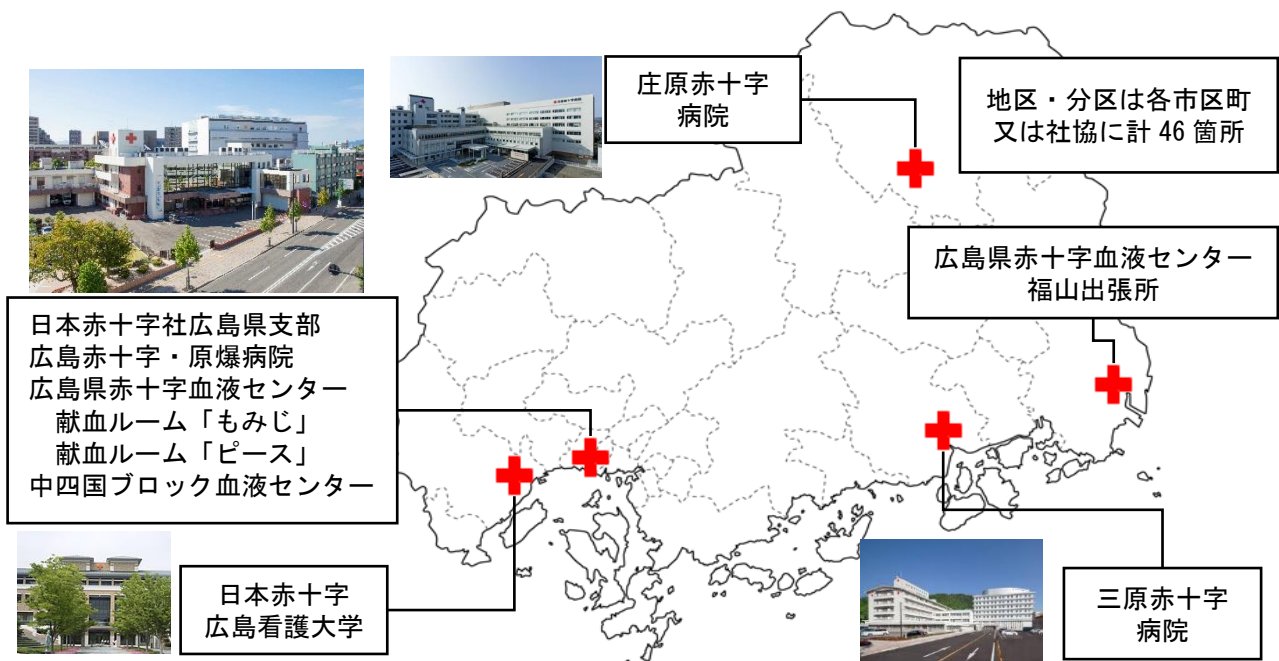 庄原赤十字
病院
地区・分区は各市区町
又は社協に計 46 箇所
広島県赤十字血液センター
福山出張所
日本赤十字社広島県支部
広島赤十字・原爆病院
広島県赤十字血液センター
献血ルーム「もみじ」
献血ルーム「ピース」
中四国ブロック血液センター
日本赤十字
広島看護大学
三原赤十字
病院